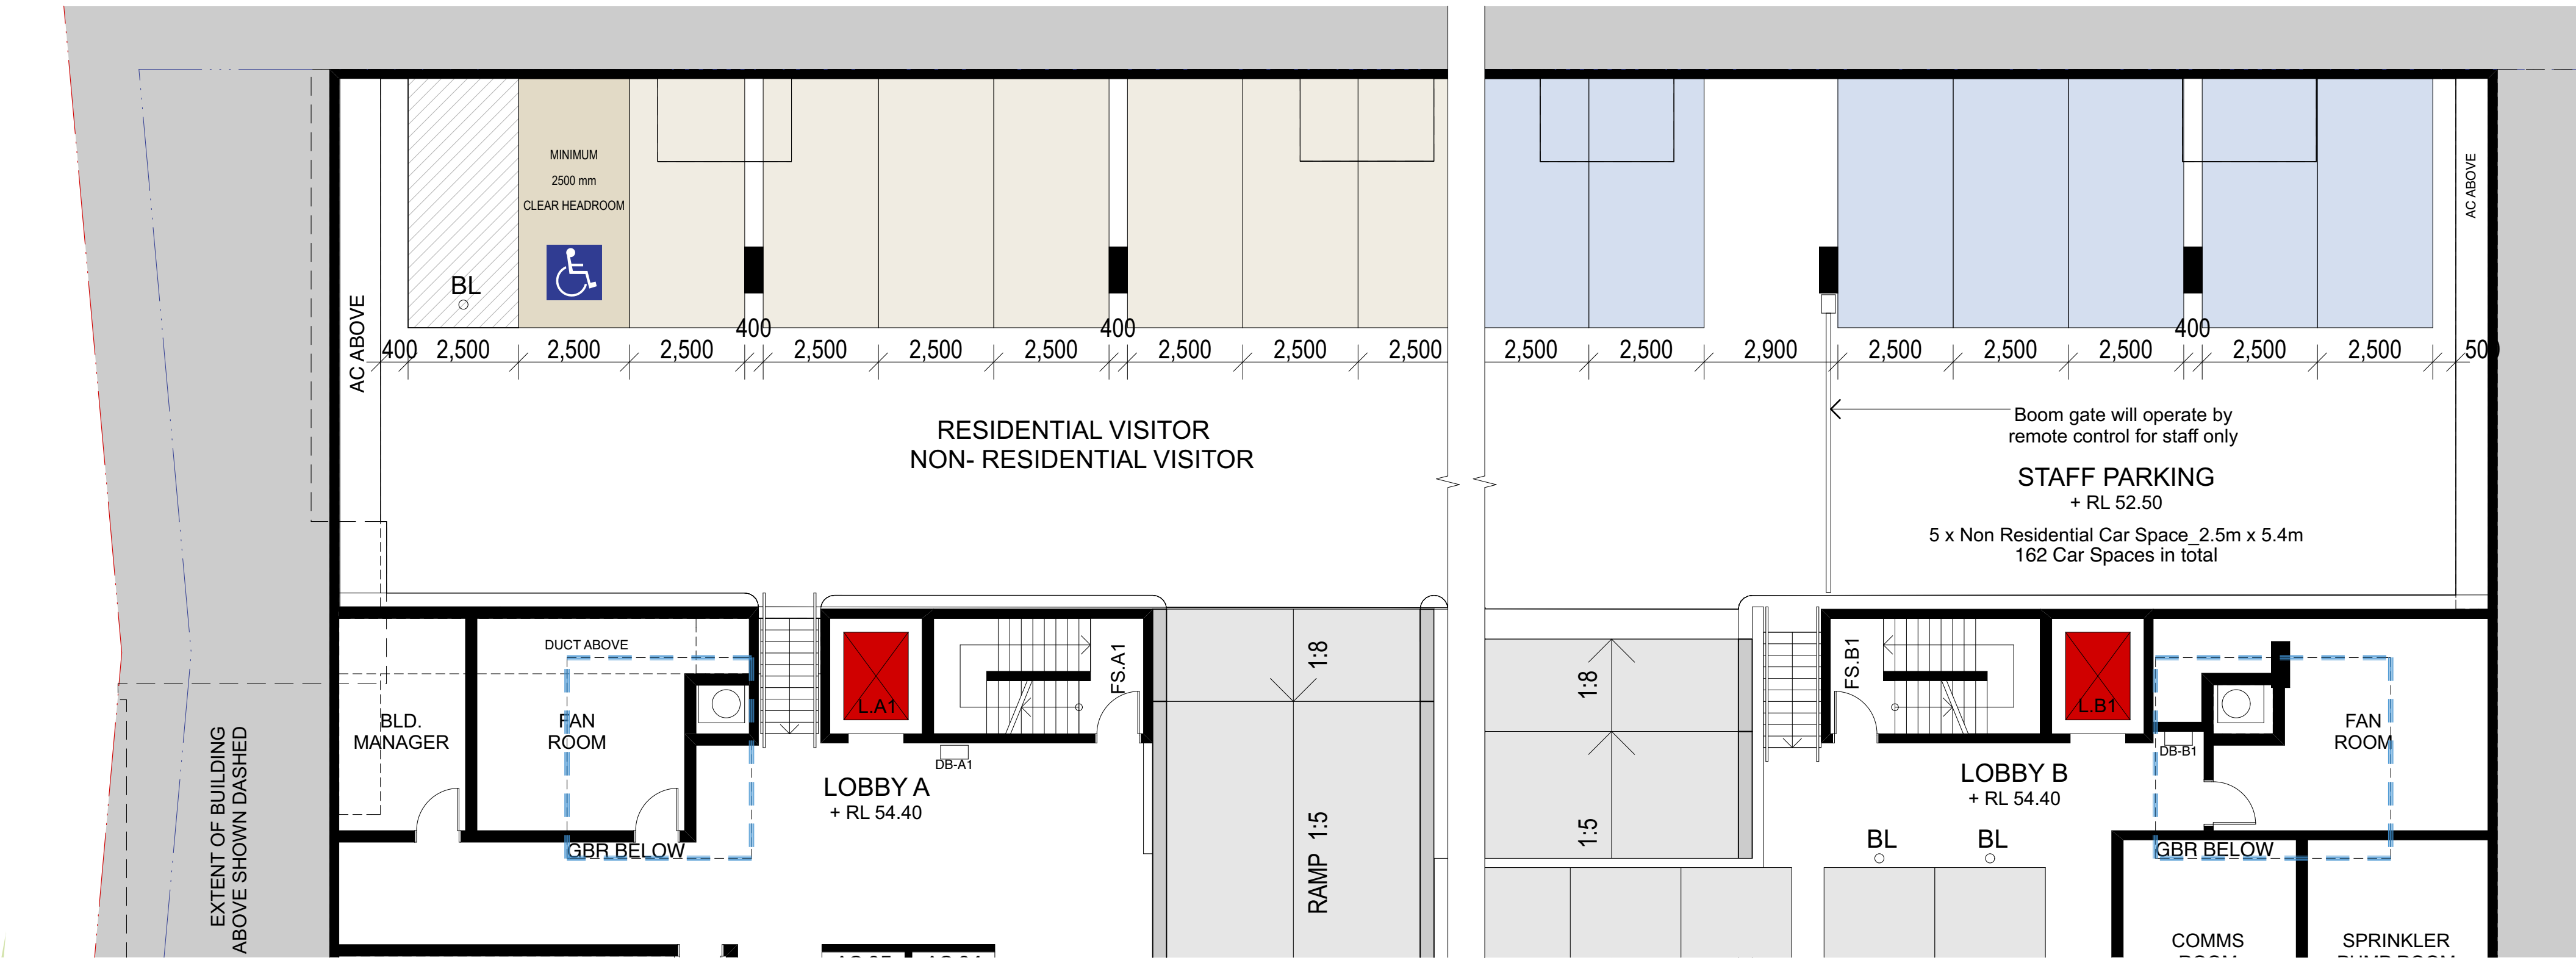 MINIMUM
2500 mm
CLEAR HEADROOM
BL
AC ABOVE
AC ABOVE
400
400
400
400
2,500
2,500
2,500
2,500
2,500
2,500
2,500
2,500
2,500
2,500
2,500
2,900
2,500
2,500
2,500
2,500
2,500
500
RESIDENTIAL VISITOR
NON- RESIDENTIAL VISITOR
Boom gate will operate by
remote control for staff only
STAFF PARKING
+ RL 52.50
5 x Non Residential Car Space_2.5m x 5.4m
162 Car Spaces in total
DUCT ABOVE
BLD.
MANAGER
FAN
ROOM
L.A1
FS.A1
DB-A1
LOBBY A
+ RL 54.40
GBR BELOW
1:8
RAMP 1:5
1:8
1:5
FS.B1
L.B1
DB-B1
FAN
ROOM
LOBBY B
+ RL 54.40
BL
BL
GBR BELOW
COMMS
SPRINKLER
EXTENT OF BUILDING
ABOVE SHOWN DASHED